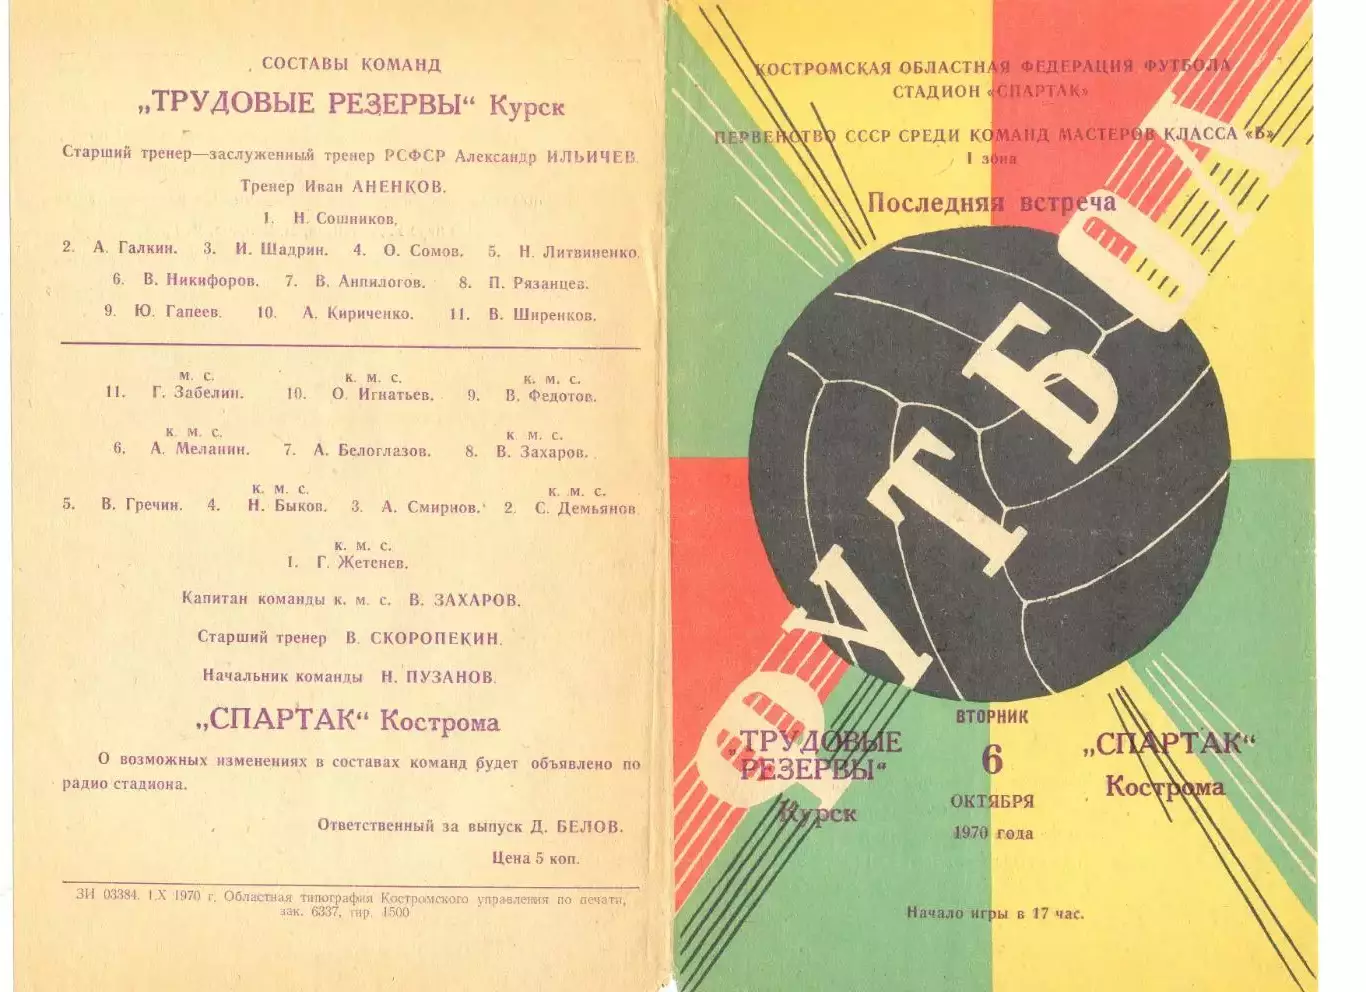 СОСТАВЫ КОМАНД
„ТРУДОВЫЕ РЕЗЕРВЫ“ Курск
Старший тренер—заслуженный тренер РСФСР Александр ИЛЬИЧЕВ.
Тренер Иван АНЕНКОВ.
1. Н. Сошников.
2. А. Галкин. 3. И. Шадрин. 4. О. Сомов. 5. Н. Литвиненко.
6. В. Никифоров. 7. В. Анпилогов. 8. П. Рязанцев.
9. Ю. Гапеев. 10. А. Кириченко. 11. В. Ширенков.
м. с. к. м. с. к. м. с.
11. Г. Забелин. 10. О. Игнатьев. 9. В. Федотов.
к. м. с. к. м. с.
6. А. Меланин. 7. А. Белоглазов. 8. В. Захаров.
к. м. с. к. м. с.
5. В. Гречин. 4. Н. Быков. 3. А. Смирнов. 2. С. Демьянов.
к. м. с.
1. Г. Жетенев.
Капитан команды к. м. с. В. ЗАХАРОВ.
Старший тренер В. СКОРОПЕКИН.
Начальник команды Н. ПУЗАНОВ.
„СПАРТАК“ Кострома
О возможных изменениях в составах команд будет объявлено по
радио стадиона.
Ответственный за выпуск Д. БЕЛОВ.
Цена 5 коп.
ЗИ 03384. 1.X 1970 г. Областная типография Костромского управления по печати,
зак. 6337, тир. 1500
КОСТРОМСКАЯ ОБЛАСТНАЯ ФЕДЕРАЦИЯ ФУТБОЛА
СТАДИОН «СПАРТАК»
ПЕРВЕНСТВО СССР СРЕДИ КОМАНД МАСТЕРОВ КЛАССА «Б»
I зона
Последняя встреча
ФУТБОЛ
„ТРУДОВЫЕ
РЕЗЕРВЫ“
Курск
ВТОРНИК
6
ОКТЯБРЯ
1970 года
„СПАРТАК“
Кострома
Начало игры в 17 час.